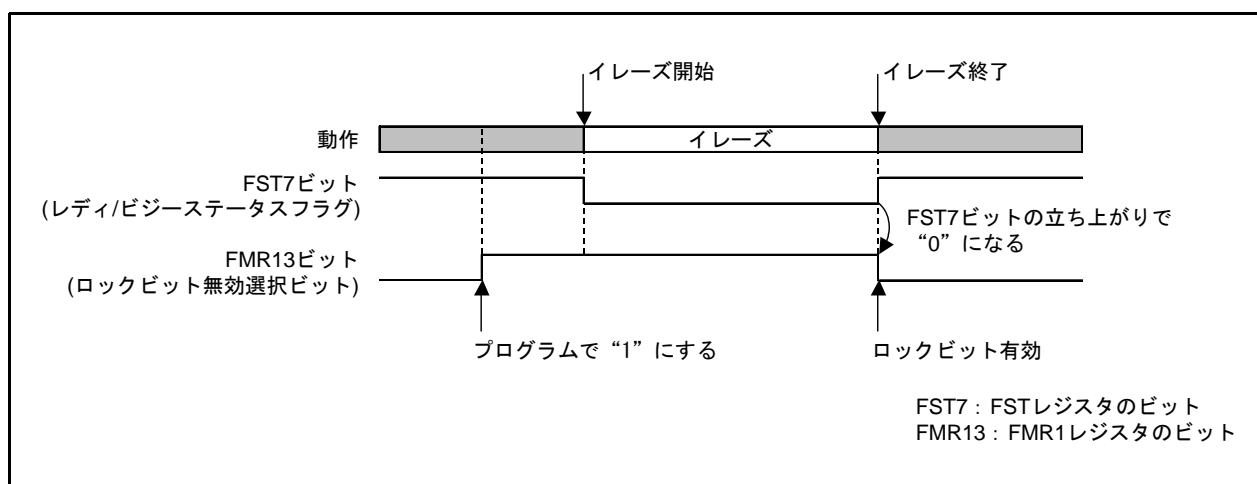 イレーズ開始
イレーズ終了
動作
イレーズ
FST7ビット
(レディ/ビジーステータスフラグ)
FST7ビットの立ち上がりで
“0”になる
FMR13ビット
(ロックビット無効選択ビット)
プログラムで“1”にする
ロックビット有効
FST7：FSTレジスタのビット
FMR13：FMR1レジスタのビット